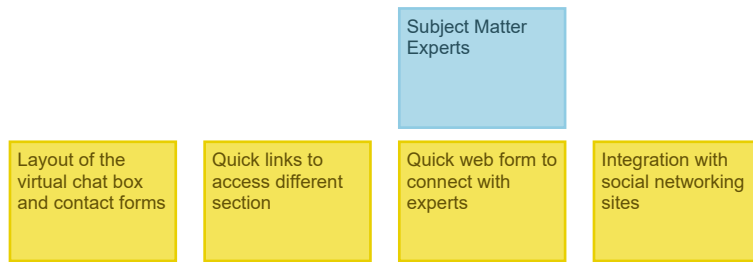 Subject Matter
Experts
Layout of the
virtual chat box
and contact forms
Quick links to
access different
section
Quick web form to
connect with
experts
Integration with
social networking
sites